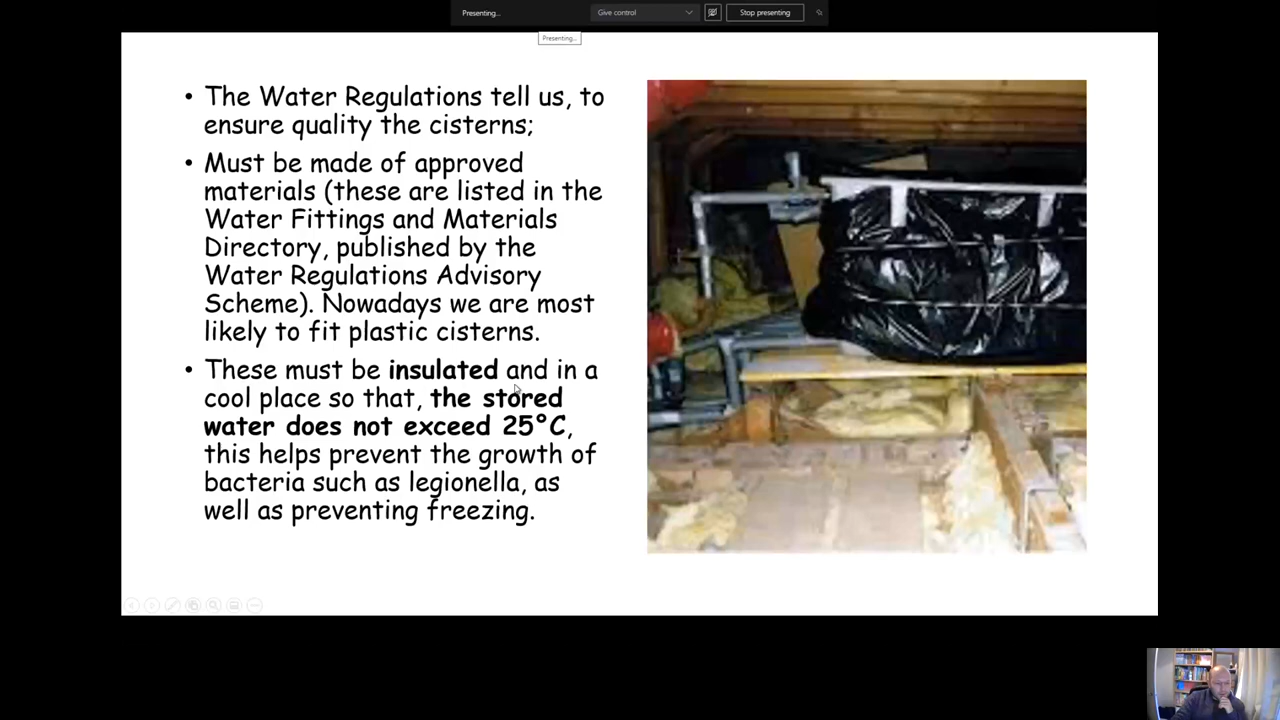 Presenting...
Give control
Stop presenting
Presenting...
• The Water Regulations tell us, to
ensure quality the cisterns;
• Must be made of approved
materials (these are listed in the
Water Fittings and Materials
Directory, published by the
Water Regulations Advisory
Scheme). Nowadays we are most
likely to fit plastic cisterns.
• These must be insulated and in a
cool place so that, the stored
water does not exceed 25°C,
this helps prevent the growth of
bacteria such as legionella, as
well as preventing freezing.